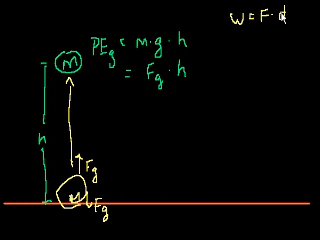 W = F · d
PEg = m · g · h
= Fg · h
m
h
Fg
M
Fg